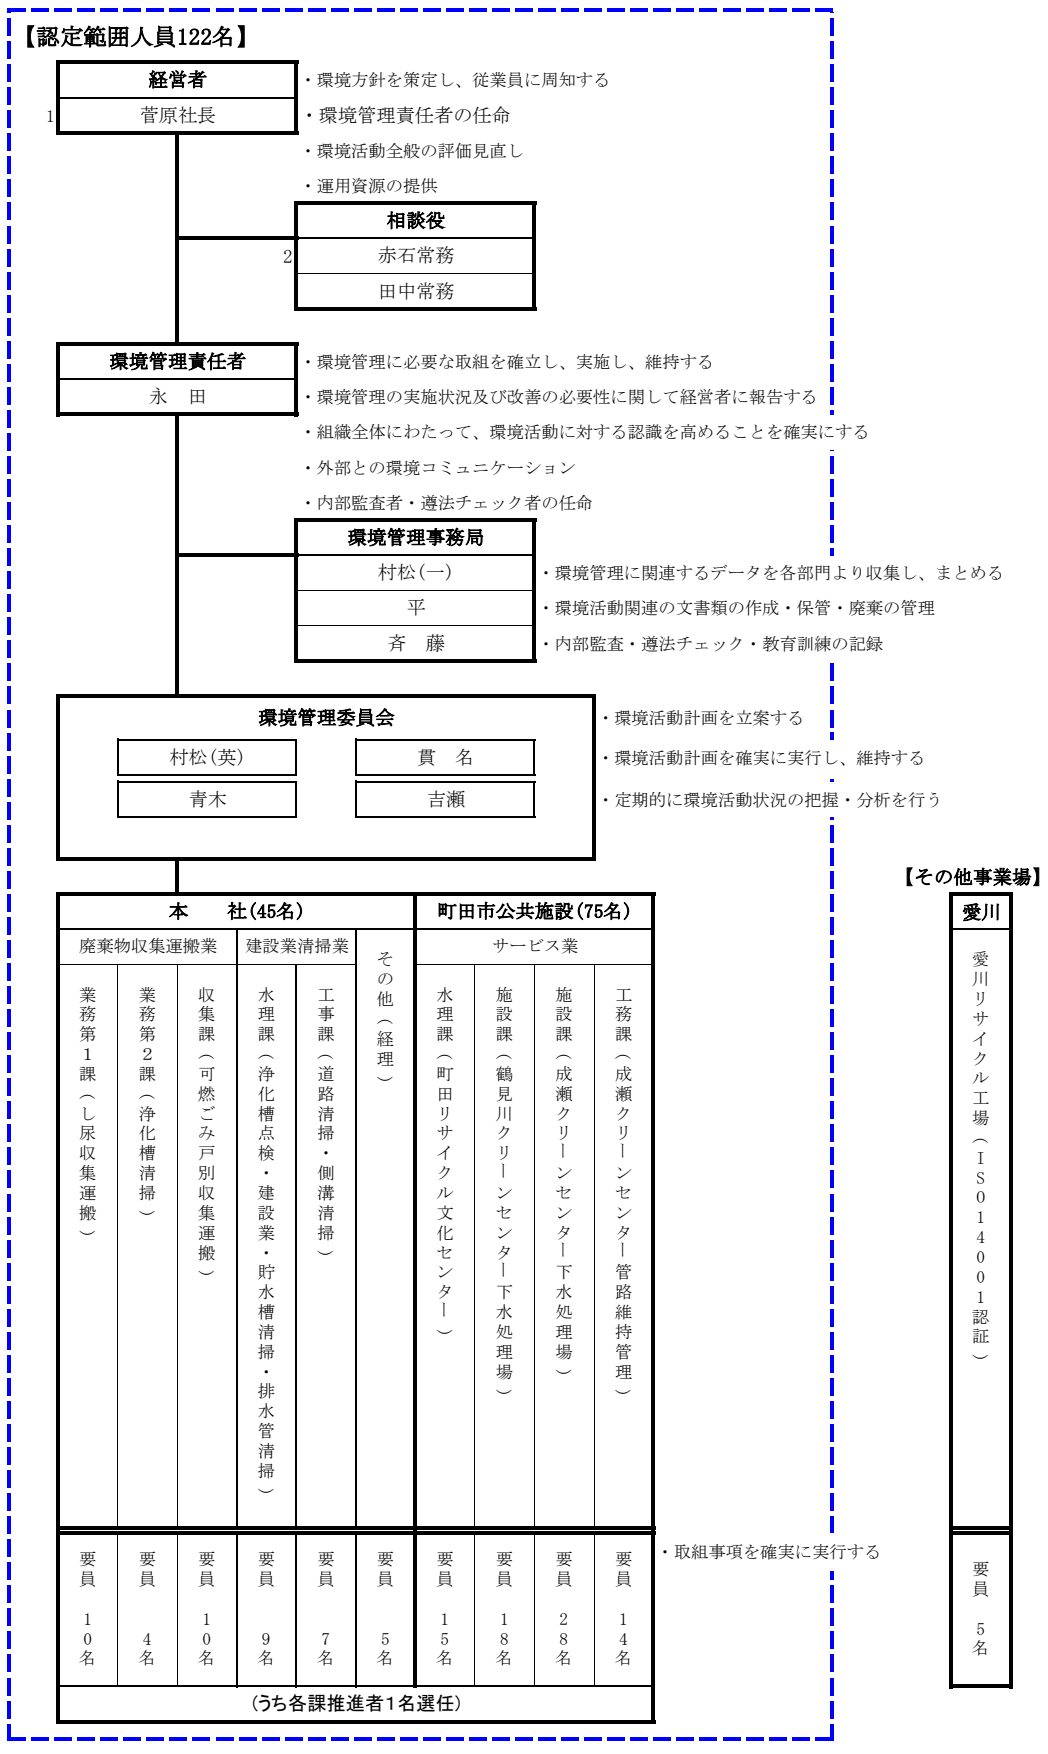 【認定範囲人員122名】
経営者
・環境方針を策定し、従業員に周知する
1
菅原社長
・環境管理責任者の任命
・環境活動全般の評価見直し
・運用資源の提供
相談役
2
赤石常務
田中常務
環境管理責任者
・環境管理に必要な取組を確立し、実施し、維持する
永　田
・環境管理の実施状況及び改善の必要性に関して経営者に報告する
・組織全体にわたって、環境活動に対する認識を高めることを確実にする
・外部との環境コミュニケーション
・内部監査者・遵法チェック者の任命
環境管理事務局
村松(一)
・環境管理に関連するデータを各部門より収集し、まとめる
平
・環境活動関連の文書類の作成・保管・廃棄の管理
斉　藤
・内部監査・遵法チェック・教育訓練の記録
環境管理委員会
・環境活動計画を立案する
村松(英)
貫　名
・環境活動計画を確実に実行し、維持する
青木
吉瀬
・定期的に環境活動状況の把握・分析を行う
【その他事業場】
本　　社(45名)
町田市公共施設(75名)
愛川
廃棄物収集運搬業
建設業清掃業
サービス業
業務第1課(し尿収集運搬)
業務第2課(浄化槽清掃)
収集課(可燃ごみ戸別収集運搬)
水理課(浄化槽点検・建設業・貯水槽清掃・排水管清掃)
工事課(道路清掃・側溝清掃)
その他(経理)
水理課(町田リサイクル文化センター)
施設課(鶴見川クリーンセンター下水処理場)
施設課(成瀬クリーンセンター下水処理場)
工務課(成瀬クリーンセンター管路維持管理)
愛川リサイクル工場(ISO14001認証)
要員　10名
要員　4名
要員　10名
要員　9名
要員　7名
要員　5名
要員　15名
要員　18名
要員　28名
要員　14名
・取組事項を確実に実行する
要員　5名
(うち各課推進者1名選任)